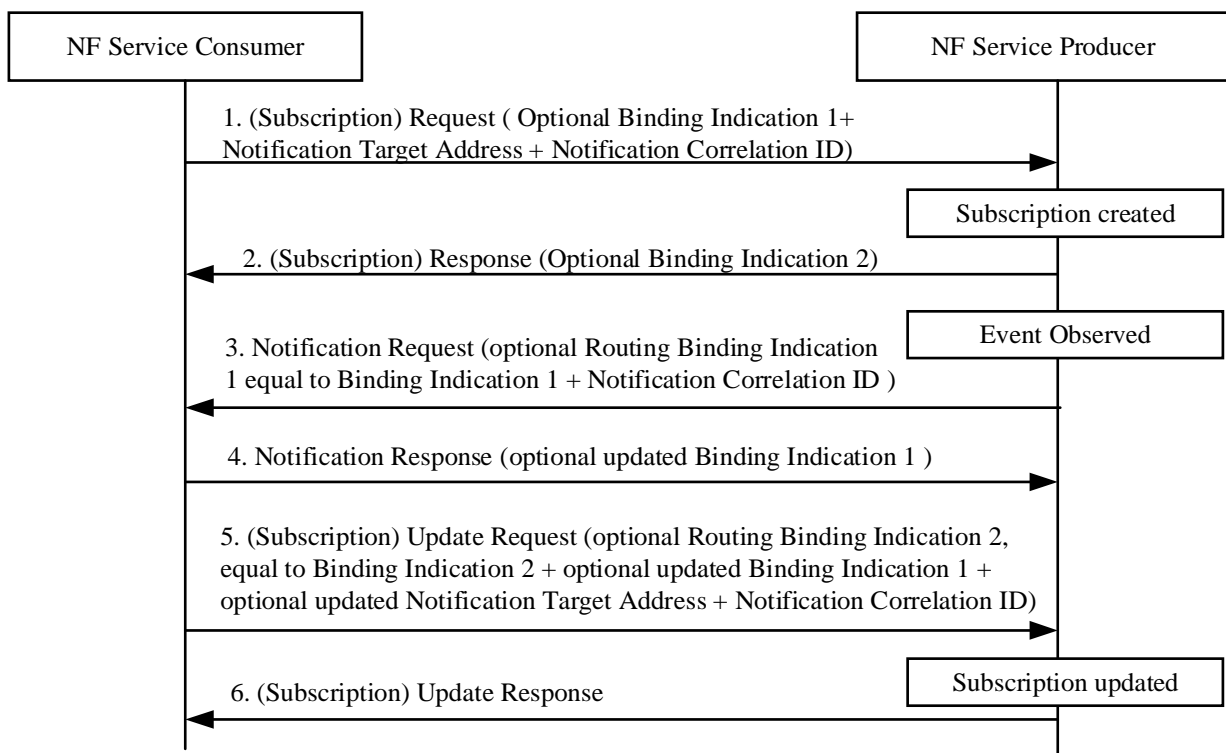 NF Service Consumer
NF Service Producer
1. (Subscription) Request ( Optional Binding Indication 1+
Notification Target Address + Notification Correlation ID)
Subscription created
2. (Subscription) Response (Optional Binding Indication 2)
Event Observed
3. Notification Request (optional Routing Binding Indication
1 equal to Binding Indication 1 + Notification Correlation ID )
4. Notification Response (optional updated Binding Indication 1 )
5. (Subscription) Update Request (optional Routing Binding Indication 2,
equal to Binding Indication 2 + optional updated Binding Indication 1 +
optional updated Notification Target Address + Notification Correlation ID)
Subscription updated
6. (Subscription) Update Response